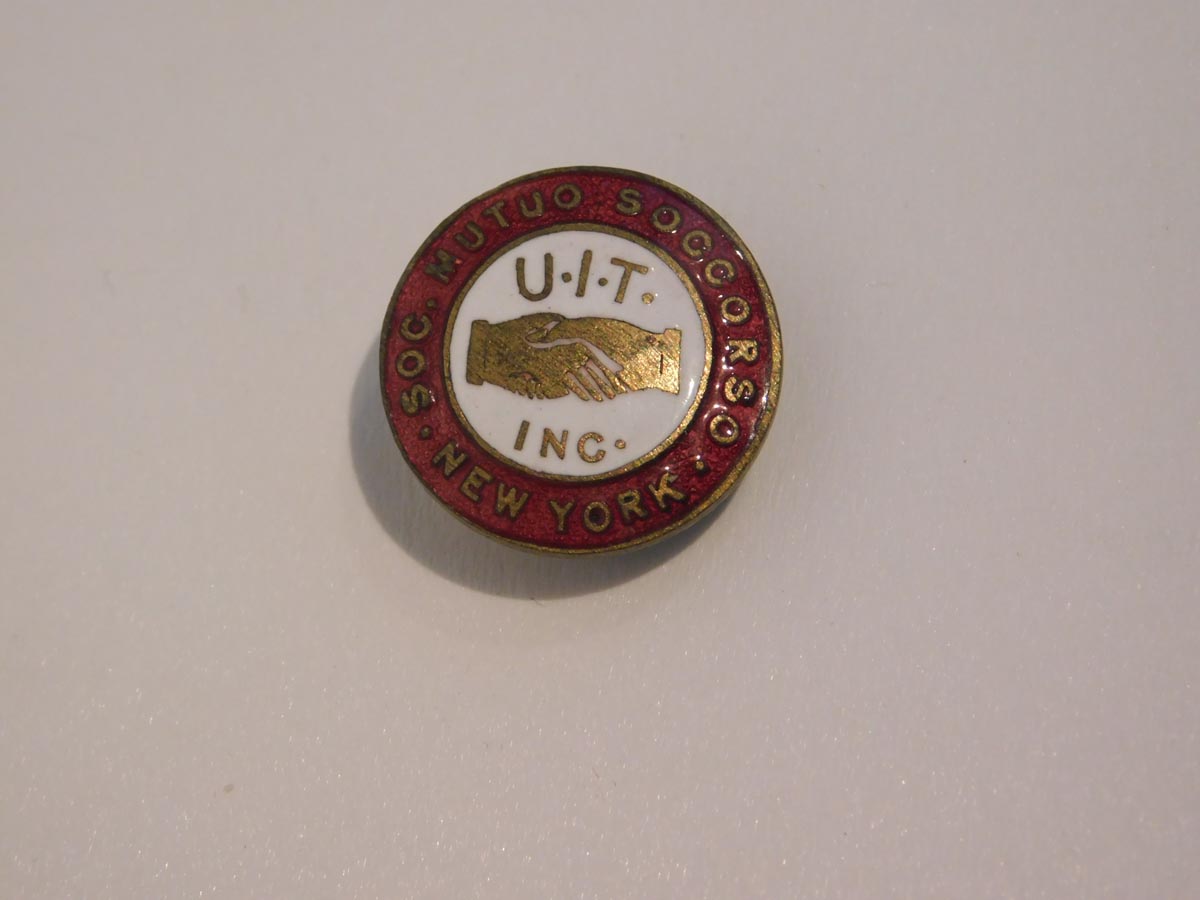 SOC. MUTUO SOCCORSO
U·I·T·
INC·
· NEW YORK ·